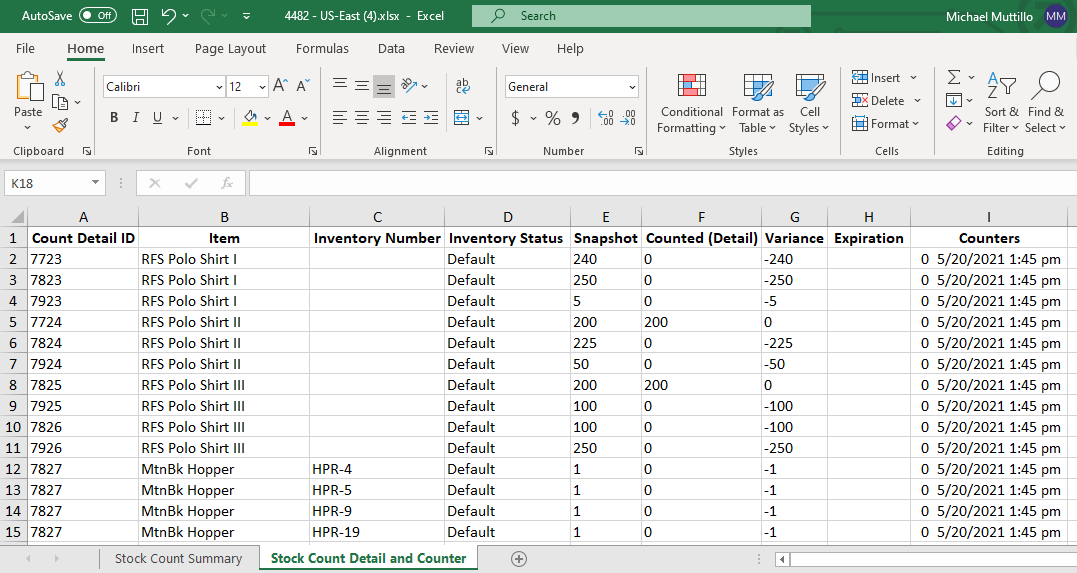 AutoSave Off 4482 - US-East (4).xlsx - Excel Search Michael Muttillo MM
File Home Insert Page Layout Formulas Data Review View Help
Paste Calibri 12 A A ab General Conditional Formatting Format as Table Cell Styles Insert Delete Format Sort & Filter Find & Select
B I U A $ % 9 .00 .00
Clipboard Font Alignment Number Styles Cells Editing
K18 fx
A B C D E F G H I
1 Count Detail ID Item Inventory Number Inventory Status Snapshot Counted (Detail) Variance Expiration Counters
2 7723 RFS Polo Shirt I Default 240 0 -240 0 5/20/2021 1:45 pm
3 7823 RFS Polo Shirt I Default 250 0 -250 0 5/20/2021 1:45 pm
4 7923 RFS Polo Shirt I Default 5 0 -5 0 5/20/2021 1:45 pm
5 7724 RFS Polo Shirt II Default 200 200 0 0 5/20/2021 1:45 pm
6 7824 RFS Polo Shirt II Default 225 0 -225 0 5/20/2021 1:45 pm
7 7924 RFS Polo Shirt II Default 50 0 -50 0 5/20/2021 1:45 pm
8 7825 RFS Polo Shirt III Default 200 200 0 0 5/20/2021 1:45 pm
9 7925 RFS Polo Shirt III Default 100 0 -100 0 5/20/2021 1:45 pm
10 7826 RFS Polo Shirt III Default 100 0 -100 0 5/20/2021 1:45 pm
11 7926 RFS Polo Shirt III Default 250 0 -250 0 5/20/2021 1:45 pm
12 7827 MtnBk Hopper HPR-4 Default 1 0 -1 0 5/20/2021 1:45 pm
13 7827 MtnBk Hopper HPR-5 Default 1 0 -1 0 5/20/2021 1:45 pm
14 7827 MtnBk Hopper HPR-9 Default 1 0 -1 0 5/20/2021 1:45 pm
15 7827 MtnBk Hopper HPR-19 Default 1 0 -1 0 5/20/2021 1:45 pm
Stock Count Summary Stock Count Detail and Counter